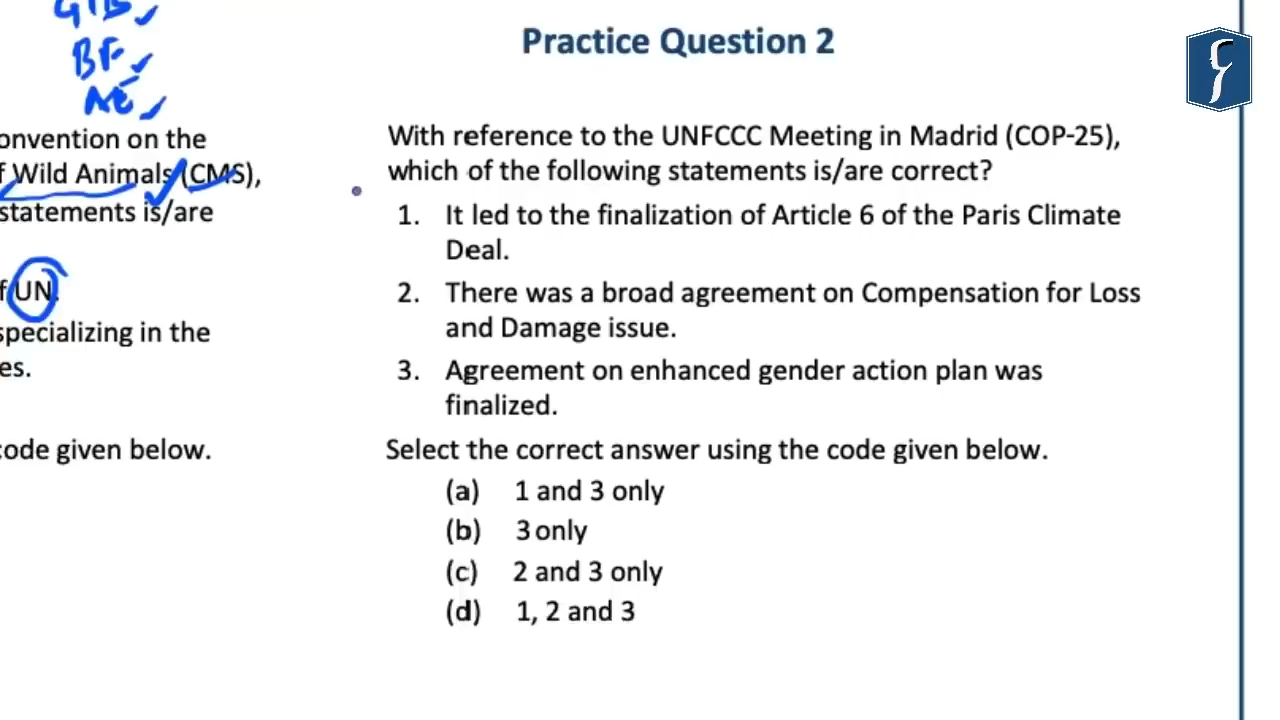 GIB
BF
onvention on the
f Wild Animals (CMS),
statements is/are
f UN.
specializing in the
es.
code given below.
Practice Question 2
With reference to the UNFCCC Meeting in Madrid (COP-25),
which of the following statements is/are correct?
1. It led to the finalization of Article 6 of the Paris Climate
Deal.
2. There was a broad agreement on Compensation for Loss
and Damage issue.
3. Agreement on enhanced gender action plan was
finalized.
Select the correct answer using the code given below.
(a) 1 and 3 only
(b) 3 only
(c) 2 and 3 only
(d) 1, 2 and 3